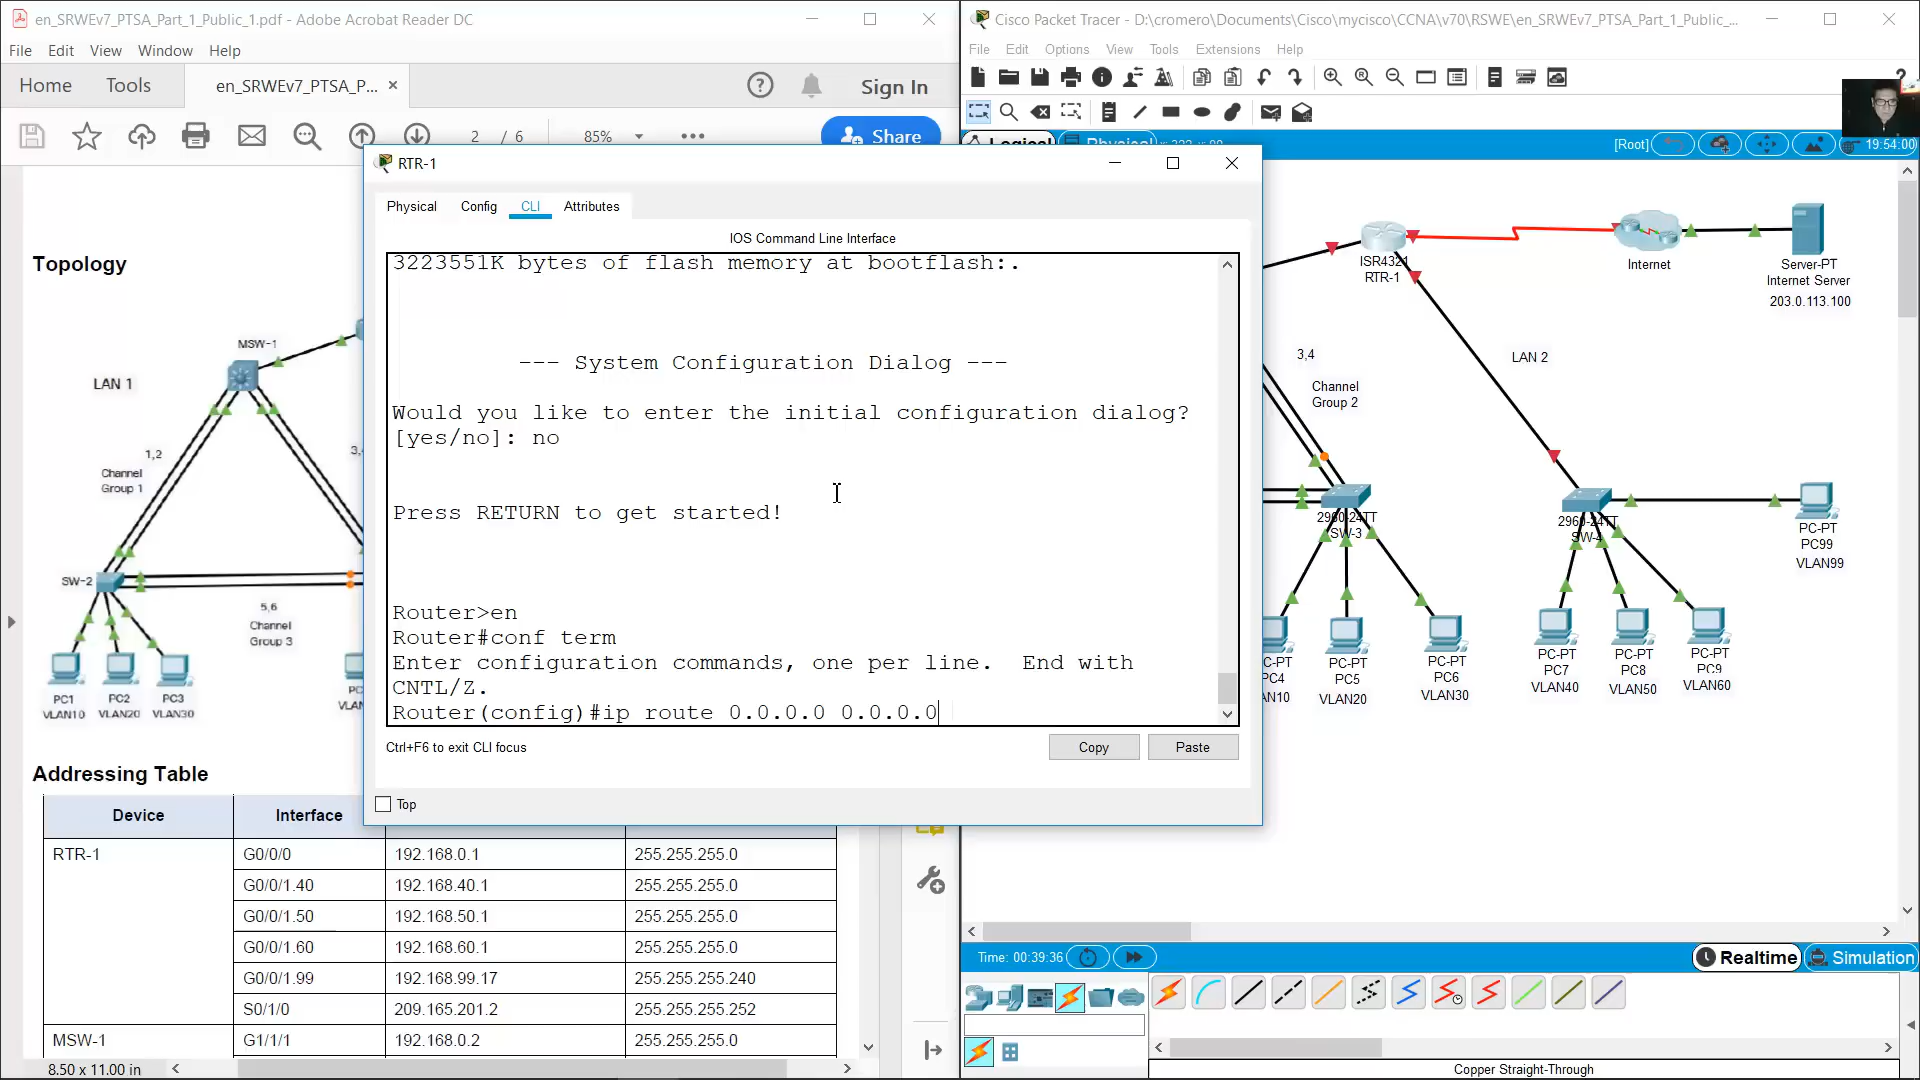 en_SRWEv7_PTSA_Part_1_Public_1.pdf - Adobe Acrobat Reader DC
File Edit View Window Help
Home Tools en_SRWEv7_PTSA_P... × Sign In
2 / 6 85% Share
Topology
MSW-1
LAN 1
1,2
Channel
Group 1
3,
SW-2
5,6
Channel
Group 3
PC1
VLAN10
PC2
VLAN20
PC3
VLAN30
PC
VL
Addressing Table
Device Interface
RTR-1 G0/0/0 192.168.0.1 255.255.255.0
G0/0/1.40 192.168.40.1 255.255.255.0
G0/0/1.50 192.168.50.1 255.255.255.0
G0/0/1.60 192.168.60.1 255.255.255.0
G0/0/1.99 192.168.99.17 255.255.255.240
S0/1/0 209.165.201.2 255.255.255.252
MSW-1 G1/1/1 192.168.0.2 255.255.255.0
8.50 x 11.00 in
RTR-1
Physical Config CLI Attributes
IOS Command Line Interface
3223551K bytes of flash memory at bootflash:.
--- System Configuration Dialog ---
Would you like to enter the initial configuration dialog?
[yes/no]: no
Press RETURN to get started!
Router>en
Router#conf term
Enter configuration commands, one per line. End with
CNTL/Z.
Router(config)#ip route 0.0.0.0 0.0.0.0
Ctrl+F6 to exit CLI focus
Copy Paste
Top
Cisco Packet Tracer - D:\cromero\Documents\Cisco\mycisco\CCNA\v70\RSWE\en_SRWEv7_PTSA_Part_1_Public_...
File Edit Options View Tools Extensions Help
Logical Physical
[Root] 19:54:00
ISR4321
RTR-1
Internet
Server-PT
Internet Server
203.0.113.100
3,4
Channel
Group 2
LAN 2
2960-24TT
SW-3
2960-24TT
SW-4
PC-PT
PC99
VLAN99
C-PT
PC4
AN10
PC-PT
PC5
VLAN20
PC-PT
PC6
VLAN30
PC-PT
PC7
VLAN40
PC-PT
PC8
VLAN50
PC-PT
PC9
VLAN60
Time: 00:39:36
Realtime Simulation
Copper Straight-Through